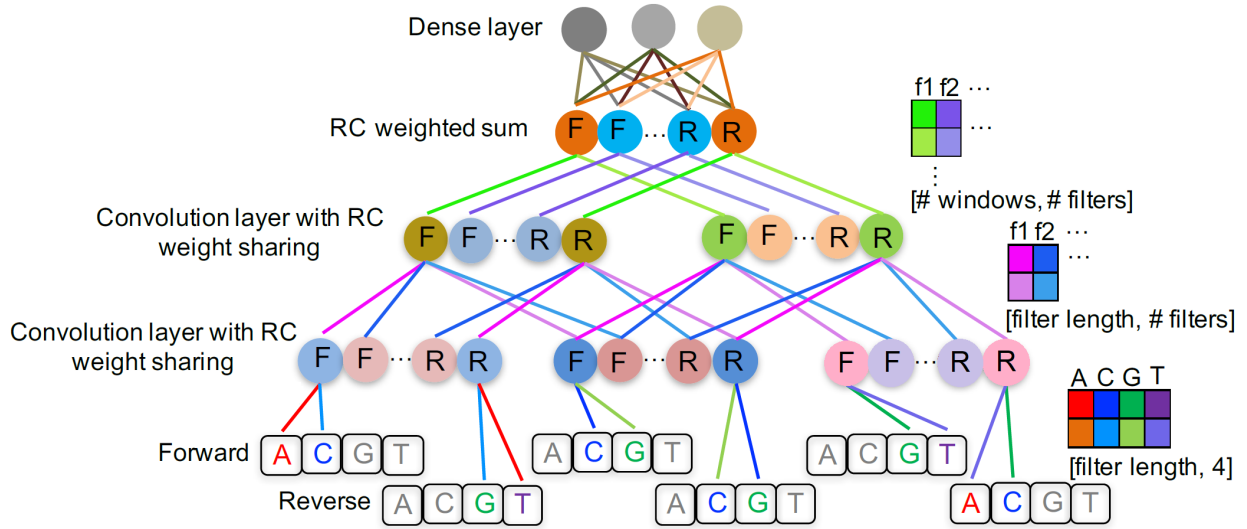 Dense layer
RC weighted sum
F F ... R R
f1 f2 ...
...
⋮
[# windows, # filters]
Convolution layer with RC
weight sharing
F F ... R R
F F ... R R
f1 f2 ...
...
[filter length, # filters]
Convolution layer with RC
weight sharing
F F ... R R
F F ... R R
F F ... R R
A C G T
[filter length, 4]
Forward
A C G T
A C G T
A C G T
Reverse
A C G T
A C G T
A C G T